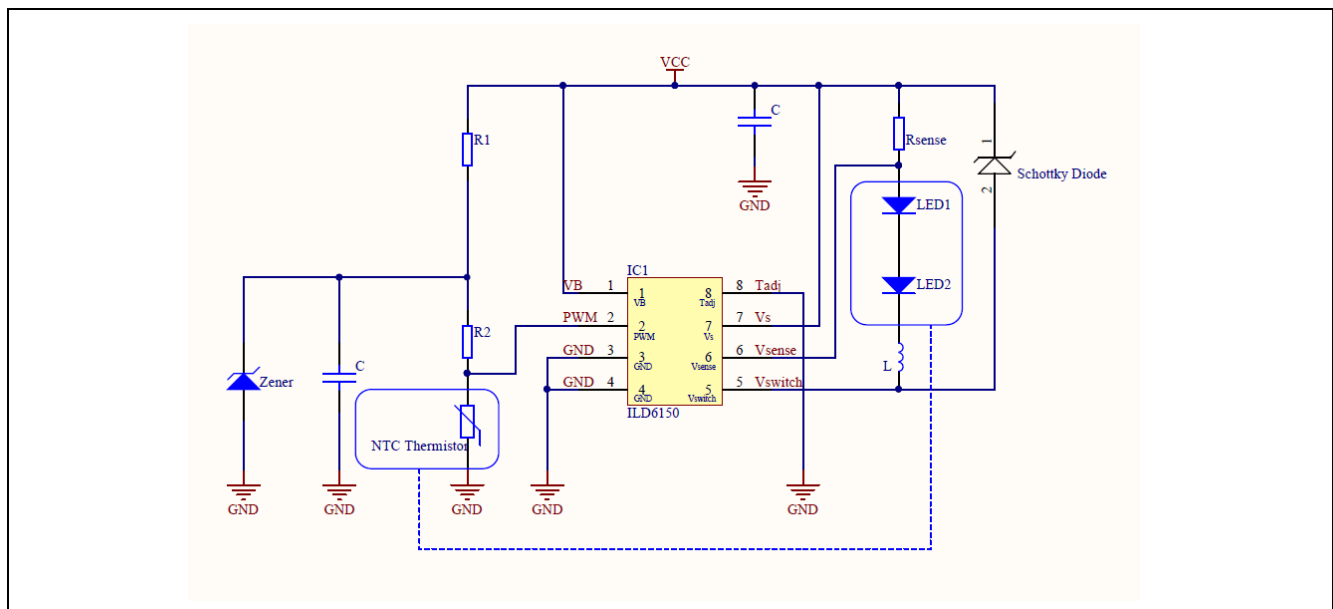 VCC
C
R1
Rsense
1
Schottky Diode
2
GND
LED1
IC1
VB 1
1
VB
8
Tadj
8 Tadj
LED2
PWM 2
2
PWM
7
Vs
7 Vs
R2
GND 3
3
GND
6
Vsense
6 Vsense
L
Zener
C
GND 4
4
GND
5
Vswitch
5 Vswitch
ILD6150
NTC Thermistor
GND
GND
GND
GND
GND